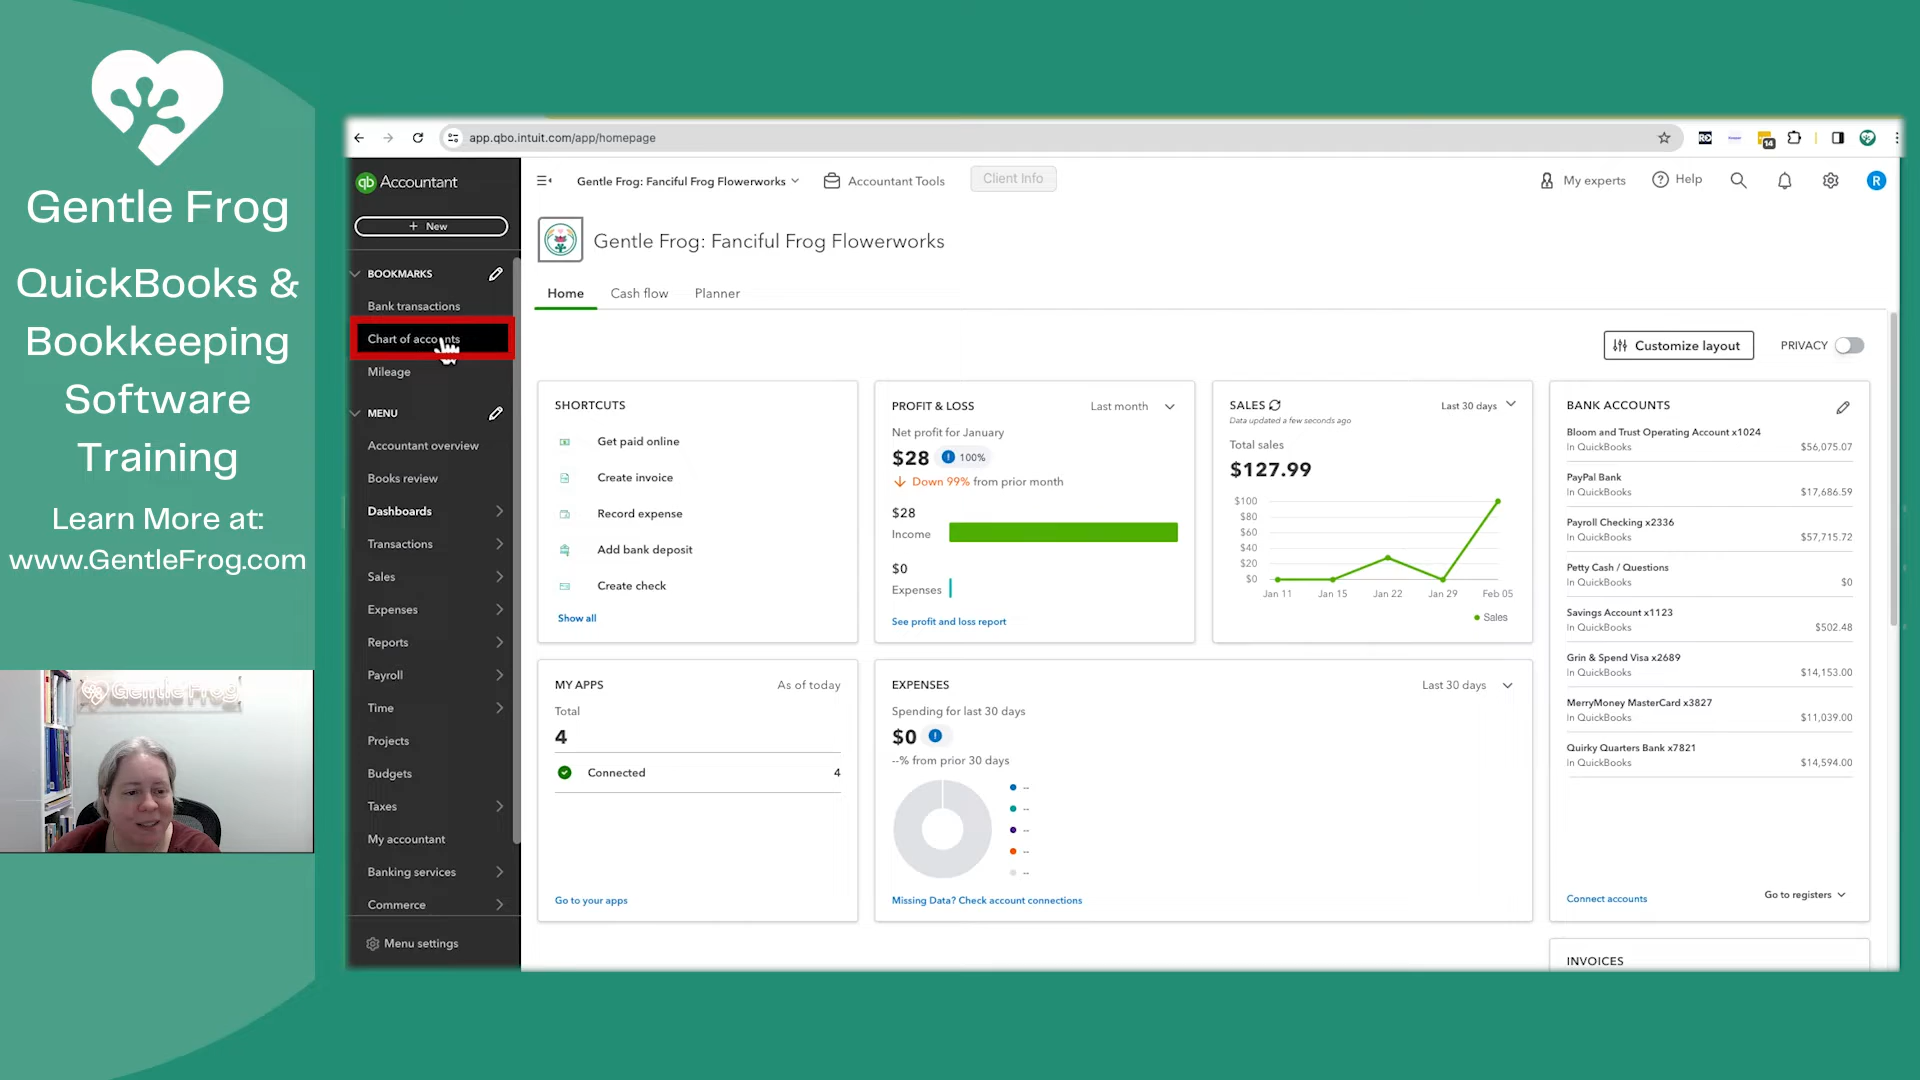 Gentle Frog
QuickBooks &
Bookkeeping
Software
Training
Learn More at:
www.GentleFrog.com
Gentle Frog
app.qbo.intuit.com/app/homepage
14
qb Accountant
+ New
BOOKMARKS
Bank transactions
Chart of accounts
Mileage
MENU
Accountant overview
Books review
Dashboards
Transactions
Sales
Expenses
Reports
Payroll
Time
Projects
Budgets
Taxes
My accountant
Banking services
Commerce
Menu settings
Gentle Frog: Fanciful Frog Flowerworks
Accountant Tools
Client Info
My experts
Help
R
Gentle Frog: Fanciful Frog Flowerworks
Home
Cash flow
Planner
Customize layout
PRIVACY
SHORTCUTS
Get paid online
Create invoice
Record expense
Add bank deposit
Create check
Show all
PROFIT & LOSS
Last month
Net profit for January
$28
100%
Down 99% from prior month
$28
Income
$0
Expenses
See profit and loss report
SALES
Last 30 days
Data updated a few seconds ago
Total sales
$127.99
$100
$80
$60
$40
$20
$0
Jan 11
Jan 15
Jan 22
Jan 29
Feb 05
Sales
BANK ACCOUNTS
Bloom and Trust Operating Account x1024
In QuickBooks
$56,075.07
PayPal Bank
In QuickBooks
$17,686.59
Payroll Checking x2336
In QuickBooks
$57,715.72
Petty Cash / Questions
In QuickBooks
$0
Savings Account x1123
In QuickBooks
$502.48
Grin & Spend Visa x2689
In QuickBooks
$14,153.00
MerryMoney MasterCard x3827
In QuickBooks
$11,039.00
Quirky Quarters Bank x7821
In QuickBooks
$14,594.00
Connect accounts
Go to registers
MY APPS
As of today
Total
4
Connected
4
Go to your apps
EXPENSES
Last 30 days
Spending for last 30 days
$0
--% from prior 30 days
--
--
--
--
--
Missing Data? Check account connections
INVOICES